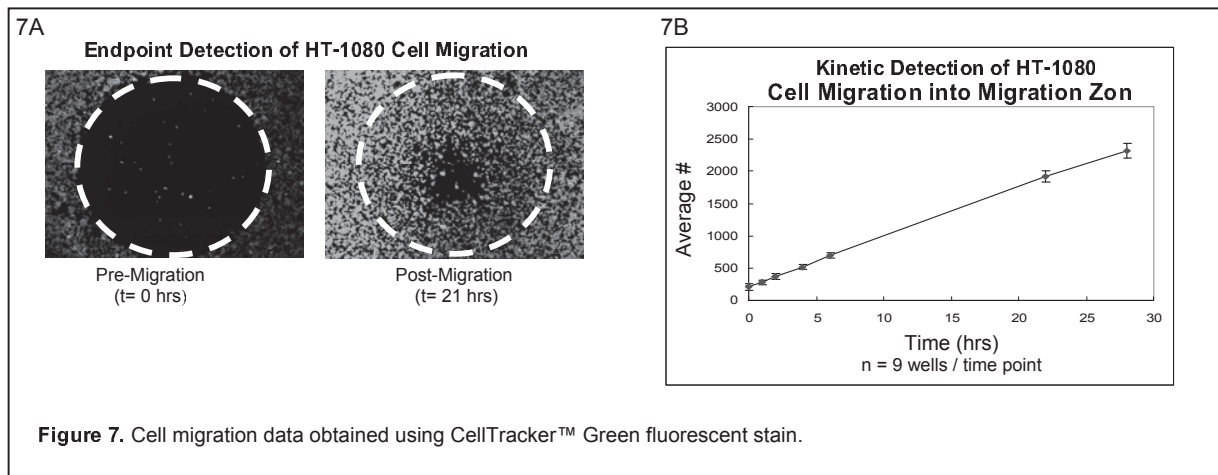 7A
Endpoint Detection of HT-1080 Cell Migration
Pre-Migration
(t= 0 hrs)
Post-Migration
(t= 21 hrs)
7B
Kinetic Detection of HT-1080
Cell Migration into Migration Zon
Average #
3000
2500
2000
1500
1000
500
0
0 5 10 15 20 25 30
Time (hrs)
n = 9 wells / time point
Figure 7. Cell migration data obtained using CellTracker™ Green fluorescent stain.